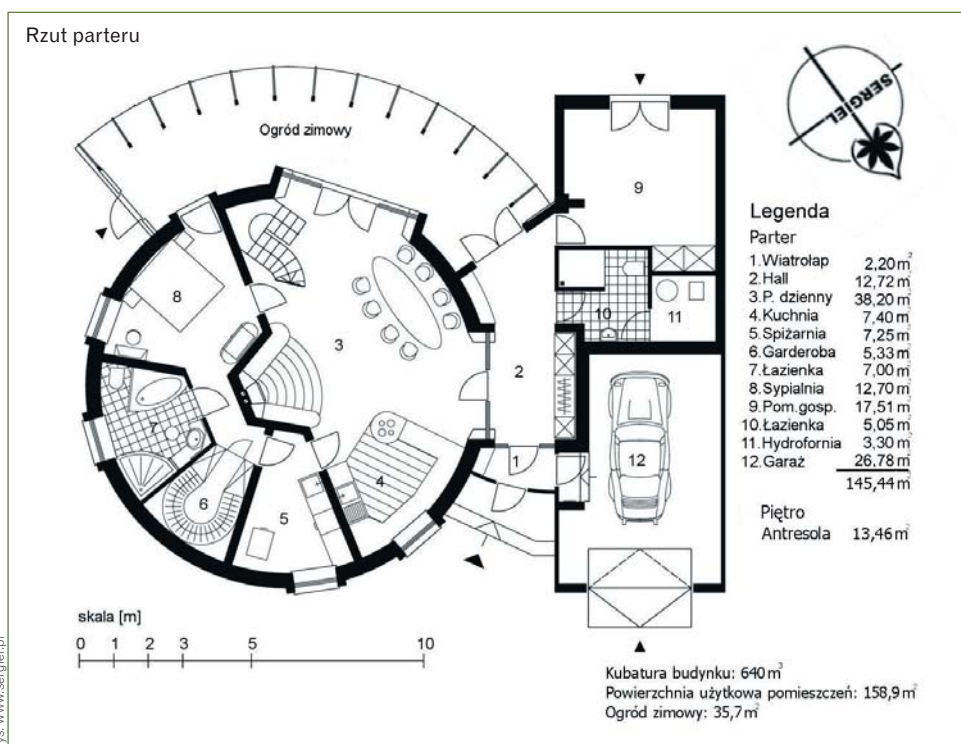 Rzut parteru
Ogród zimowy
SERGIEL
1
2
3
4
5
6
7
8
9
10
11
12
Legenda
Parter
1.Wiatrołap 2,20 m²
2.Hall 12,72 m²
3.P. dzienny 38,20 m²
4.Kuchnia 7,40 m²
5.Spiżarnia 7,25 m²
6.Garderoba 5,33 m²
7.Łazienka 7,00 m²
8.Sypialnia 12,70 m²
9.Pom.gosp. 17,51 m²
10.Łazienka 5,05 m²
11.Hydrofornia 3,30 m²
12.Garaż 26,78 m²
145,44 m²
Piętro
Antresola 13,46 m²
skala [m]
0 1 2 3 5 10
Kubatura budynku: 640 m³
Powierzchnia użytkowa pomieszczeń: 158,9 m²
Ogród zimowy: 35,7 m²
www.sergiel.pl